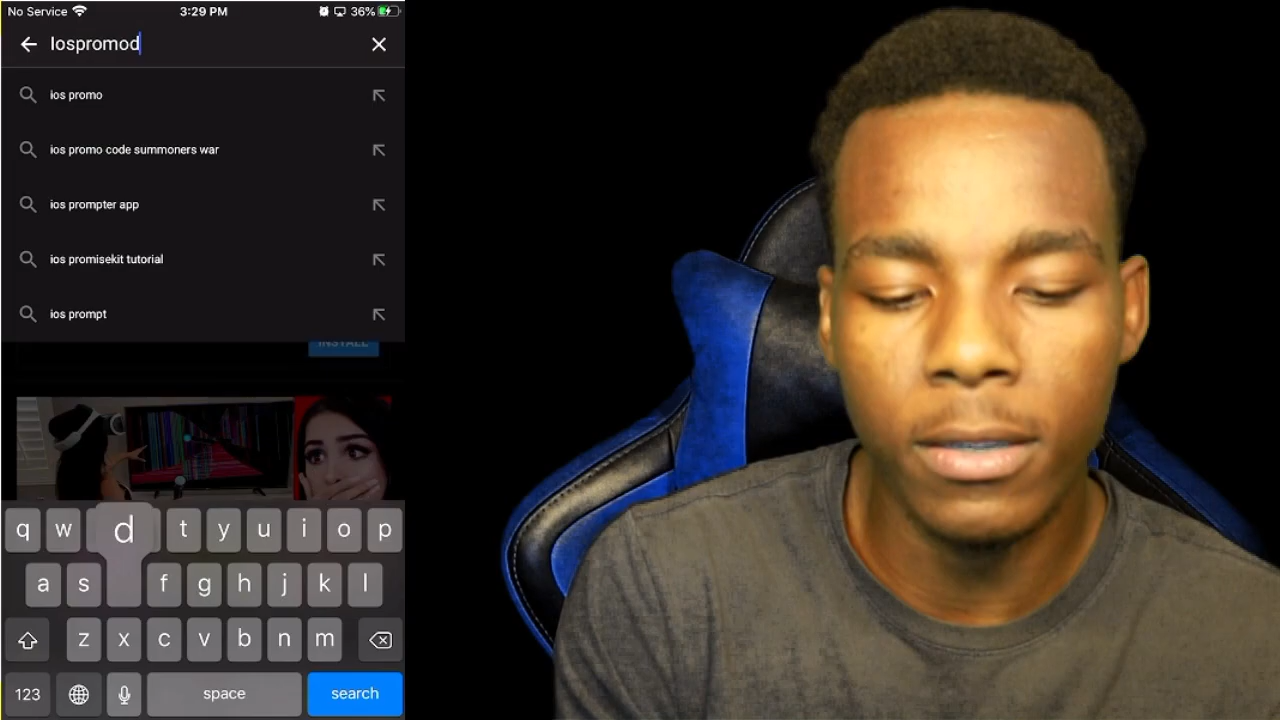 No Service 3:29 PM 36%
Iospromod
ios promo
ios promo code summoners war
ios prompter app
ios promisekit tutorial
ios prompt
INSTALL
q w d t y u i o p
a s f g h j k l
z x c v b n m
123 space search